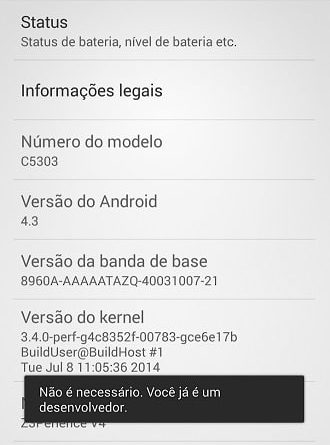 Status
Status de bateria, nível de bateria etc.
Informações legais
Número do modelo
C5303
Versão do Android
4.3
Versão da banda de base
8960A-AAAAATAZQ-40031007-21
Versão do kernel
3.4.0-perf-g4c8352f-00783-gce6e17b
BuildUser@BuildHost #1
Tue Jul 8 11:05:36 2014
Não é necessário. Você já é um
desenvolvedor.
V4